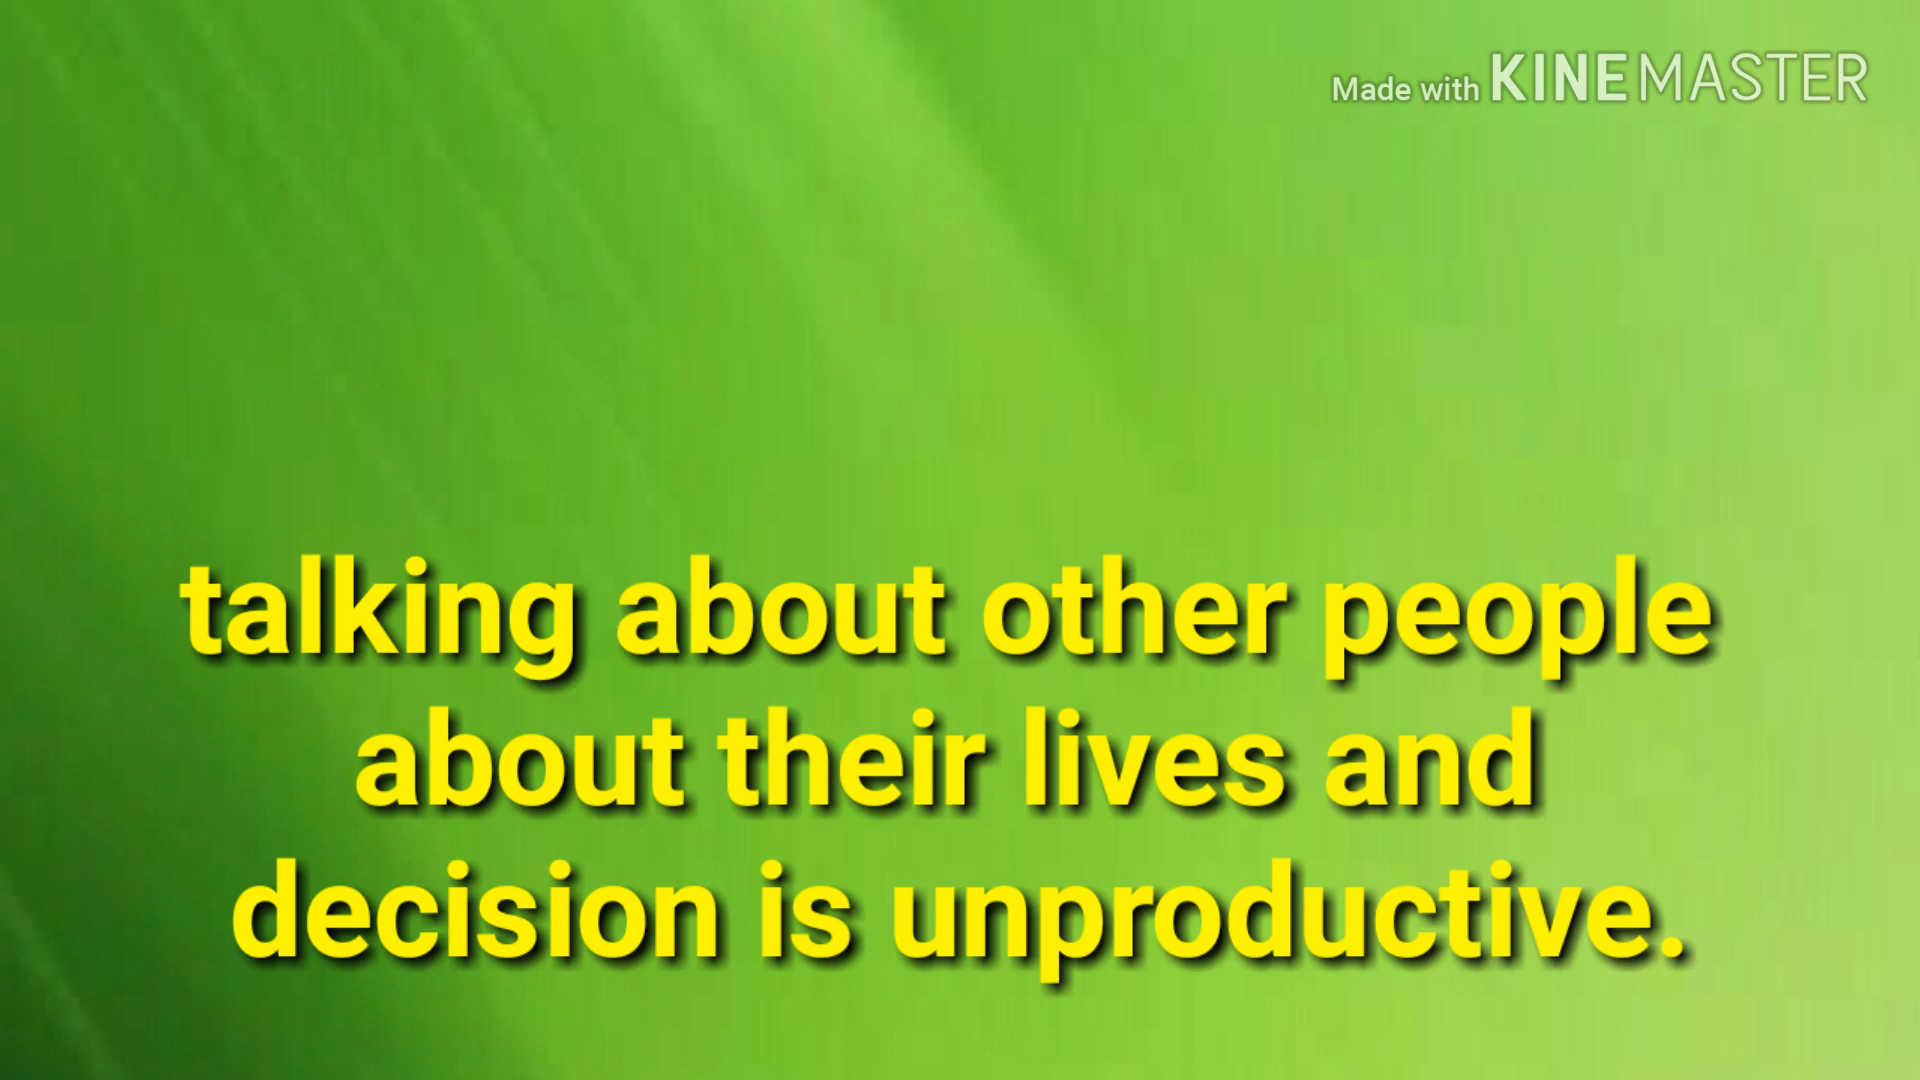 Made with KINEMASTER
talking about other people
about their lives and
decision is unproductive.